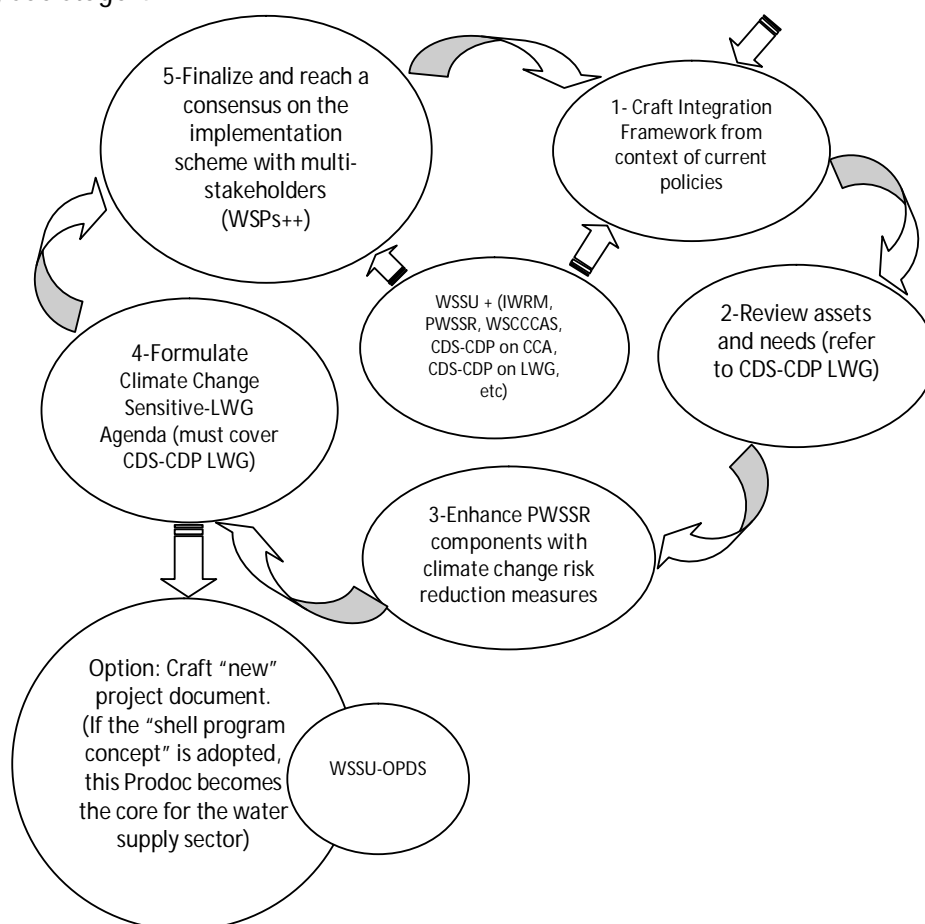 5-Finalize and reach a
consensus on the
implementation
scheme with multi-
stakeholders
(WSPs++)
1- Craft Integration
Framework from
context of current
policies
WSSU + (IWRM,
PWSSR, WSCCCAS,
CDS-CDP on CCA,
CDS-CDP on LWG,
etc)
2-Review assets
and needs (refer
to CDS-CDP LWG)
4-Formulate
Climate Change
Sensitive-LWG
Agenda (must cover
CDS-CDP LWG)
3-Enhance PWSSR
components with
climate change risk
reduction measures
Option: Craft “new”
project document.
(If the “shell program
concept” is adopted,
this Prodoc becomes
the core for the water
supply sector)
WSSU-OPDS